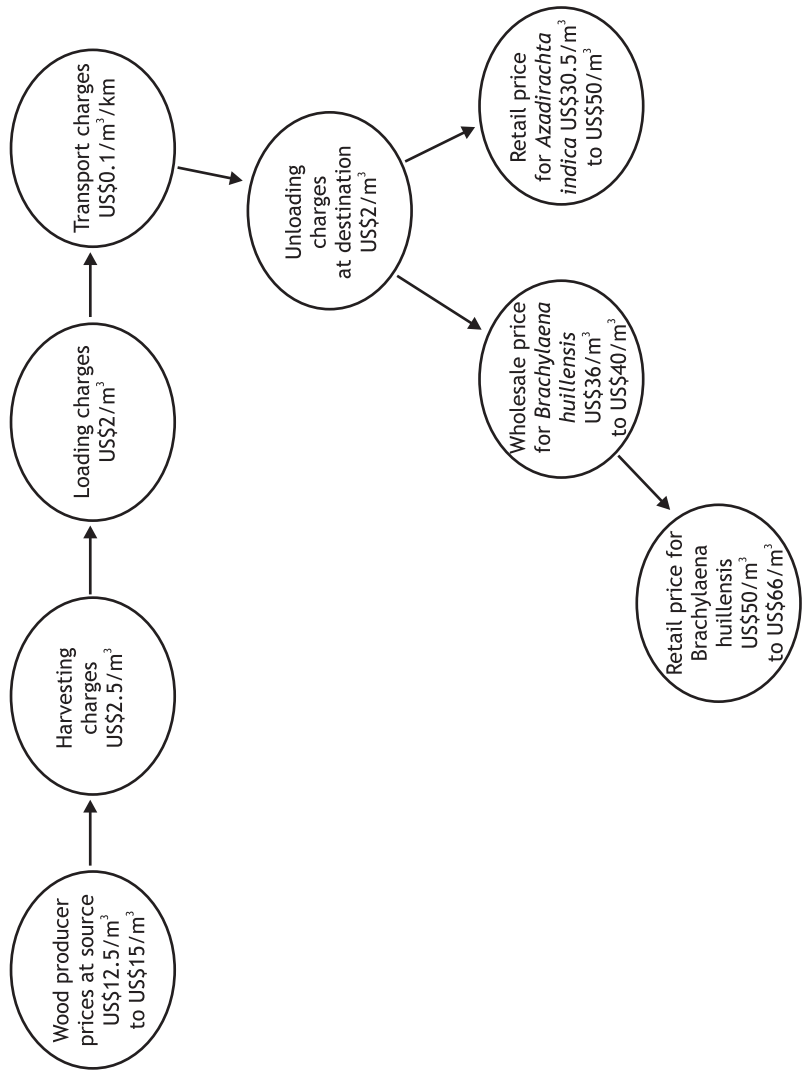 Wood producer
prices at source
US$12.5/m³
to US$15/m³
Harvesting
charges
US$2.5/m³
Loading charges
US$2/m³
Transport charges
US$0.1/m³/km
Unloading
charges
at destination
US$2/m³
Wholesale price
for Brachylaena
huillensis
US$36/m³
to US$40/m³
Retail price for
Brachylaena
huillensis
US$50/m³
to US$66/m³
Retail price
for Azadirachta
indica US$30.5/m³
to US$50/m³